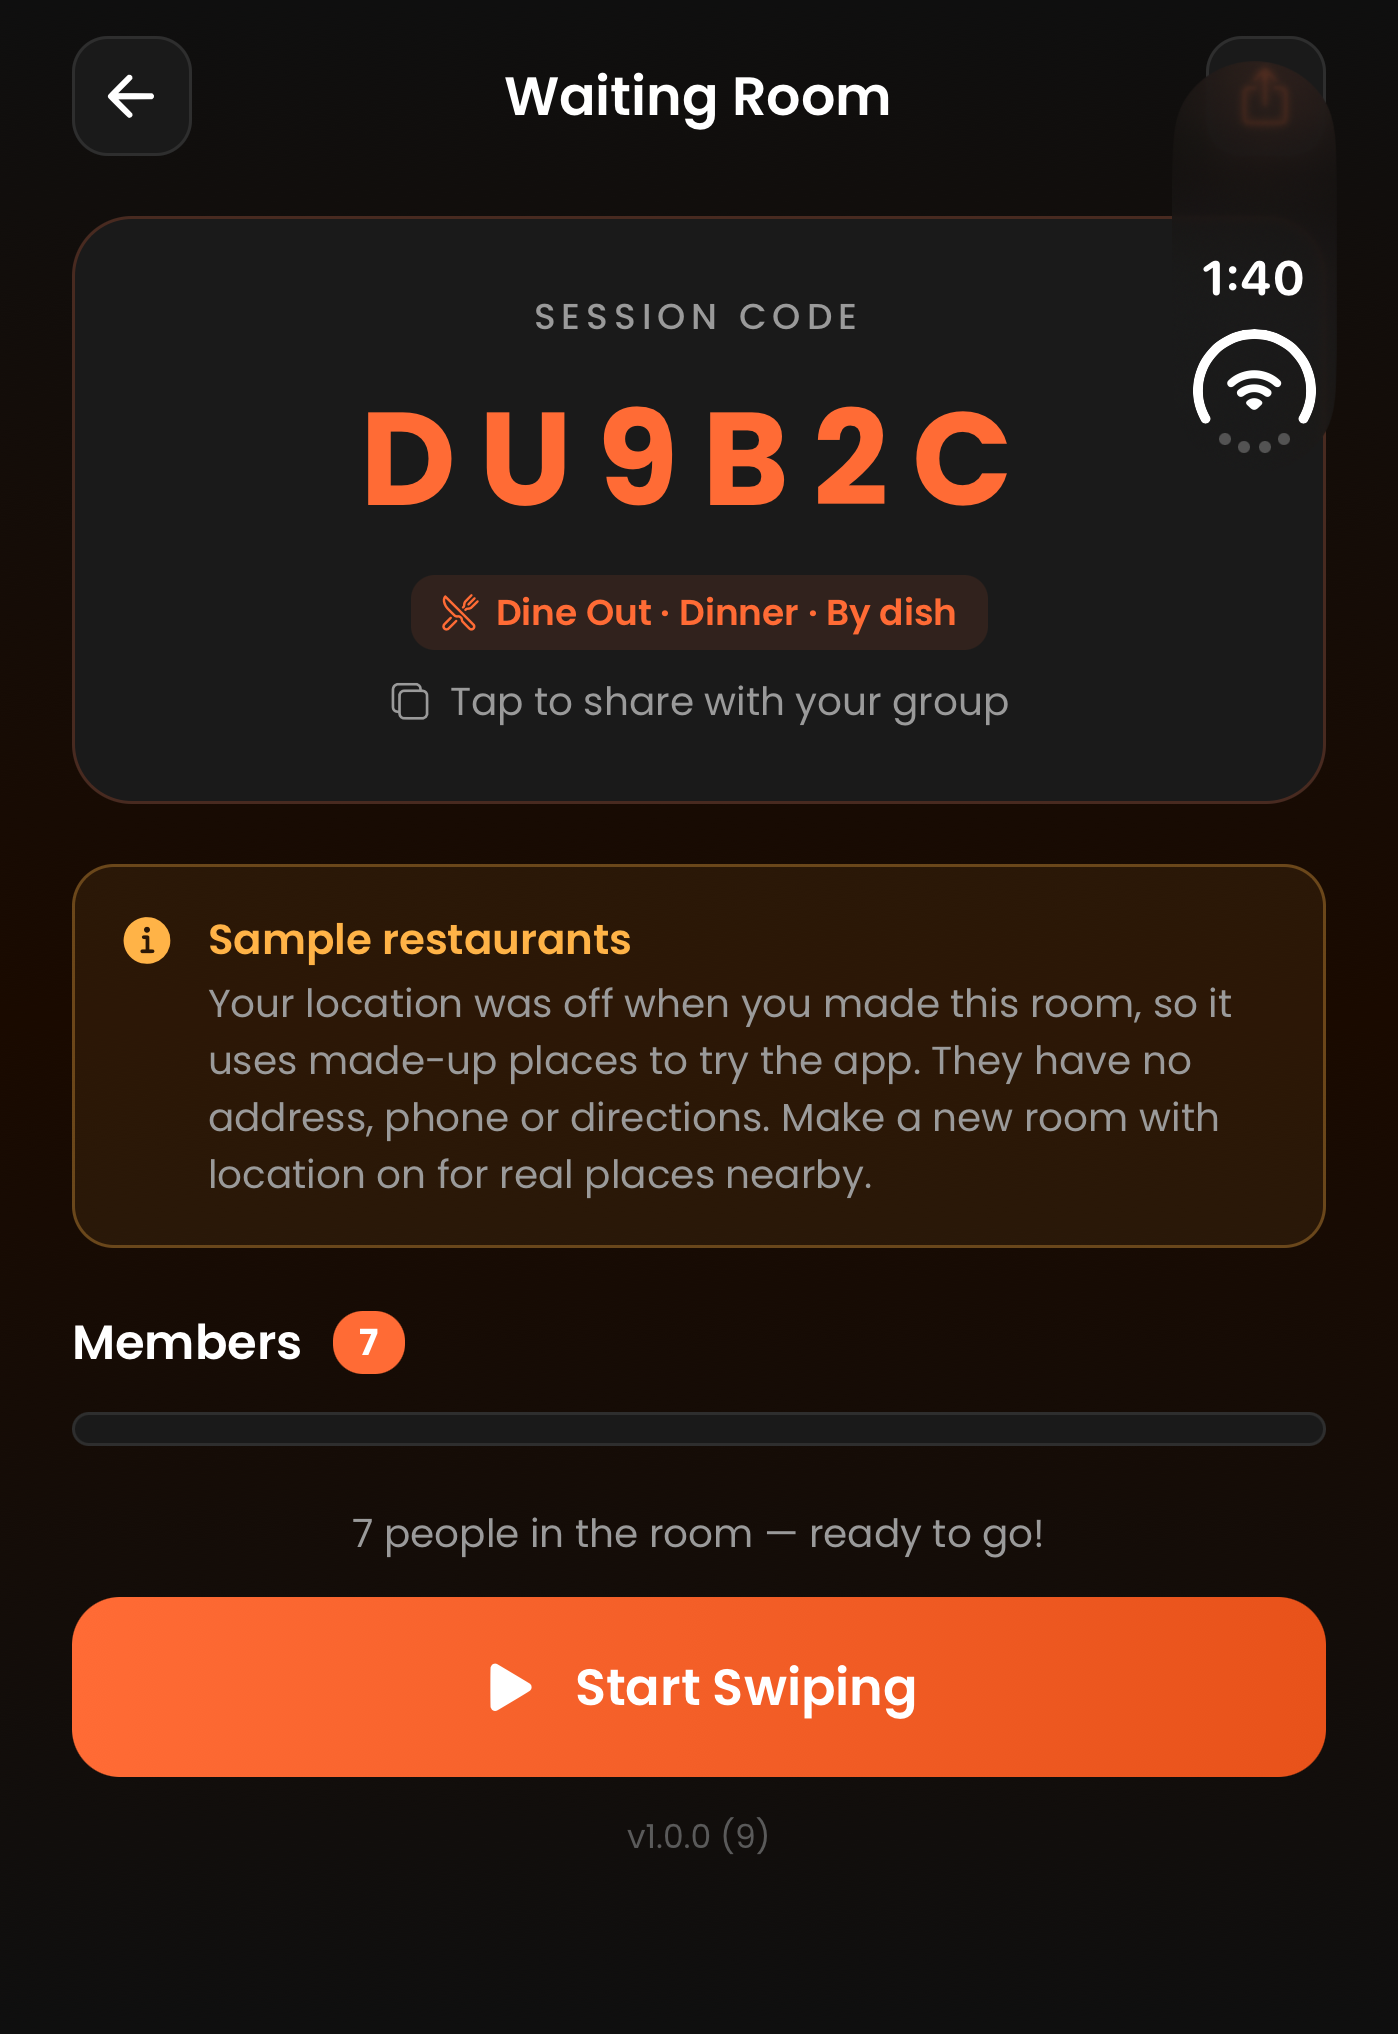 Waiting Room
1:40
SESSION CODE
DU9B2C
Dine Out · Dinner · By dish
Tap to share with your group
Sample restaurants
Your location was off when you made this room, so it
uses made-up places to try the app. They have no
address, phone or directions. Make a new room with
location on for real places nearby.
Members 7
7 people in the room — ready to go!
Start Swiping
v1.0.0 (9)